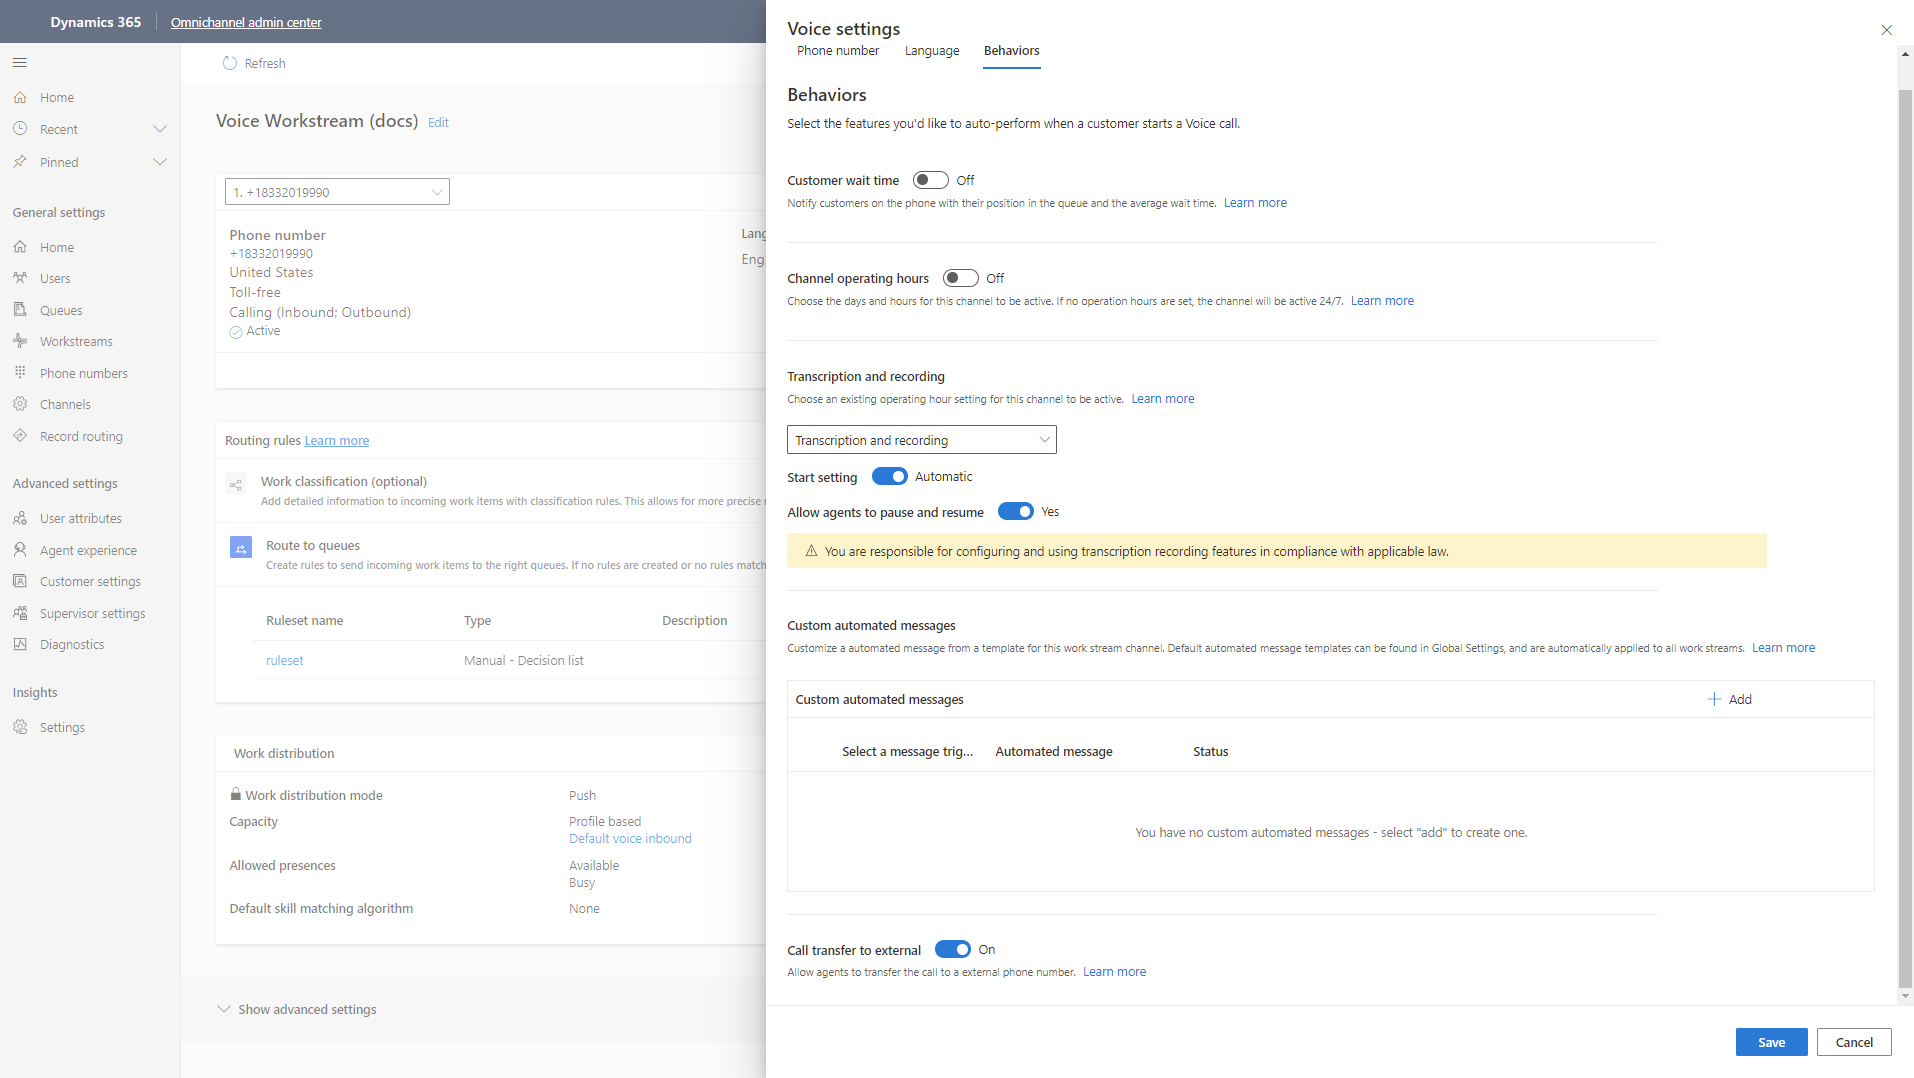 Dynamics 365 Omnichannel admin center
Home
Recent
Pinned
General settings
Home
Users
Queues
Workstreams
Phone numbers
Channels
Record routing
Advanced settings
User attributes
Agent experience
Customer settings
Supervisor settings
Diagnostics
Insights
Settings
Refresh
Voice Workstream (docs) Edit
1. +18332019990
Phone number
+18332019990
United States
Toll-free
Calling (Inbound; Outbound)
Active
Lang
Eng
Routing rules Learn more
Work classification (optional)
Add detailed information to incoming work items with classification rules. This allows for more precise
Route to queues
Create rules to send incoming work items to the right queues. If no rules are created or no rules match
Ruleset name Type Description
ruleset Manual - Decision list
Work distribution
Work distribution mode Push
Capacity Profile based
Default voice inbound
Allowed presences Available
Busy
Default skill matching algorithm None
Show advanced settings
Voice settings
Phone number Language Behaviors
Behaviors
Select the features you'd like to auto-perform when a customer starts a Voice call.
Customer wait time Off
Notify customers on the phone with their position in the queue and the average wait time. Learn more
Channel operating hours Off
Choose the days and hours for this channel to be active. If no operation hours are set, the channel will be active 24/7. Learn more
Transcription and recording
Choose an existing operating hour setting for this channel to be active. Learn more
Transcription and recording
Start setting Automatic
Allow agents to pause and resume Yes
You are responsible for configuring and using transcription recording features in compliance with applicable law.
Custom automated messages
Customize a automated message from a template for this work stream channel. Default automated message templates can be found in Global Settings, and are automatically applied to all work streams. Learn more
Custom automated messages Add
Select a message trig... Automated message Status
You have no custom automated messages - select "add" to create one.
Call transfer to external On
Allow agents to transfer the call to a external phone number. Learn more
Save Cancel